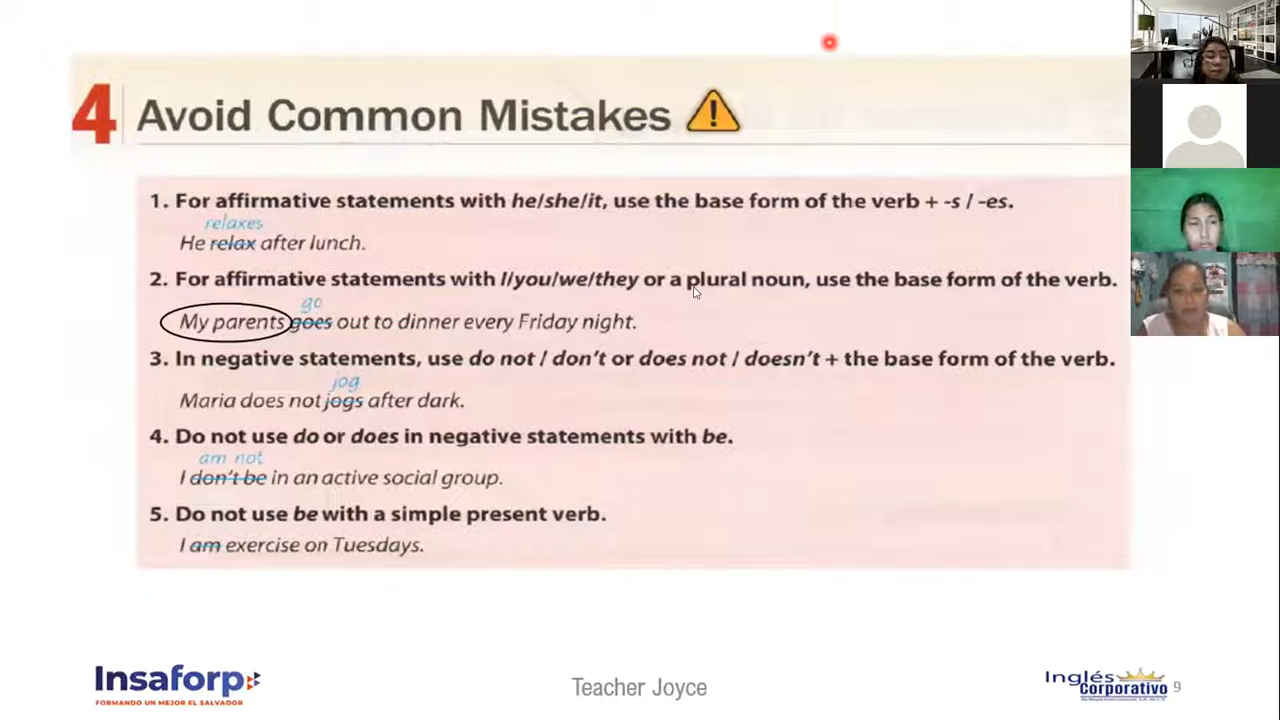 4 Avoid Common Mistakes
1. For affirmative statements with he/she/it, use the base form of the verb + -s / -es.
relaxes
He relax after lunch.
2. For affirmative statements with I/you/we/they or a plural noun, use the base form of the verb.
go
My parents goes out to dinner every Friday night.
3. In negative statements, use do not / don't or does not / doesn't + the base form of the verb.
jog
Maria does not jogs after dark.
4. Do not use do or does in negative statements with be.
am not
I don't be in an active social group.
5. Do not use be with a simple present verb.
I am exercise on Tuesdays.
Insaforp
FORMANDO UN MEJOR EL SALVADOR
Teacher Joyce
Inglés
Corporativo
9